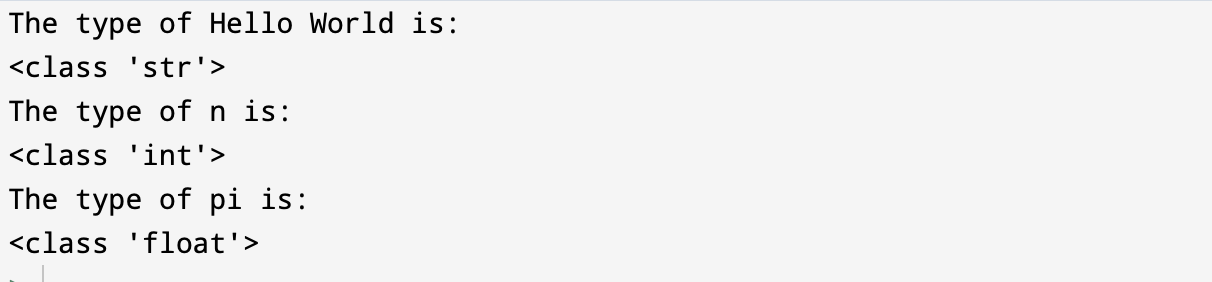 The type of Hello World is:
<class 'str'>
The type of n is:
<class 'int'>
The type of pi is:
<class 'float'>